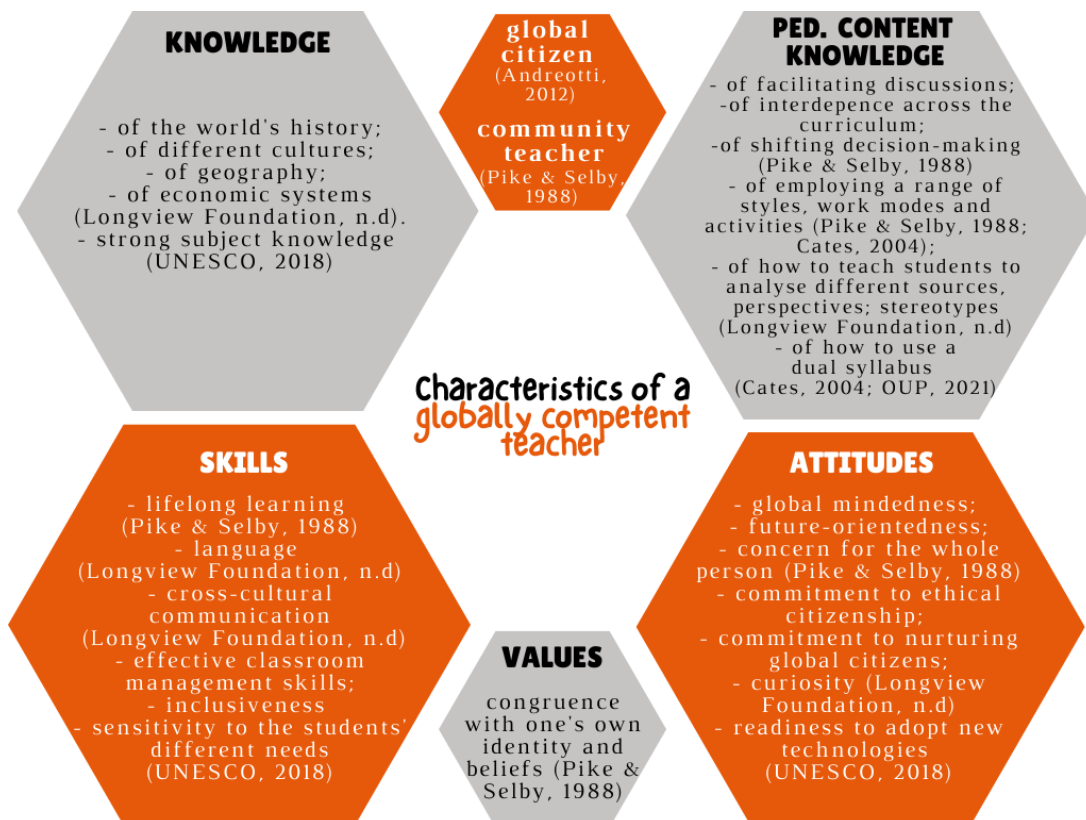 KNOWLEDGE
- of the world's history;
- of different cultures;
- of geography;
- of economic systems
(Longview Foundation, n.d).
- strong subject knowledge
(UNESCO, 2018)
global
citizen
(Andreotti,
2012)
community
teacher
(Pike & Selby,
1988)
PED. CONTENT
KNOWLEDGE
- of facilitating discussions;
-of interdepence across the
curriculum;
-of shifting decision-making
(Pike & Selby, 1988)
- of employing a range of
styles, work modes and
activities (Pike & Selby, 1988;
Cates, 2004);
- of how to teach students to
analyse different sources,
perspectives; stereotypes
(Longview Foundation, n.d)
- of how to use a
dual syllabus
(Cates, 2004; OUP, 2021)
Characteristics of a
globally competent
teacher
SKILLS
- lifelong learning
(Pike & Selby, 1988)
- language
(Longview Foundation, n.d)
- cross-cultural
communication
(Longview Foundation, n.d)
- effective classroom
management skills;
- inclusiveness
- sensitivity to the students'
different needs
(UNESCO, 2018)
VALUES
congruence
with one's own
identity and
beliefs (Pike &
Selby, 1988)
ATTITUDES
- global mindedness;
- future-orientedness;
- concern for the whole
person (Pike & Selby, 1988)
- commitment to ethical
citizenship;
- commitment to nurturing
global citizens;
- curiosity (Longview
Foundation, n.d)
- readiness to adopt new
technologies
(UNESCO, 2018)